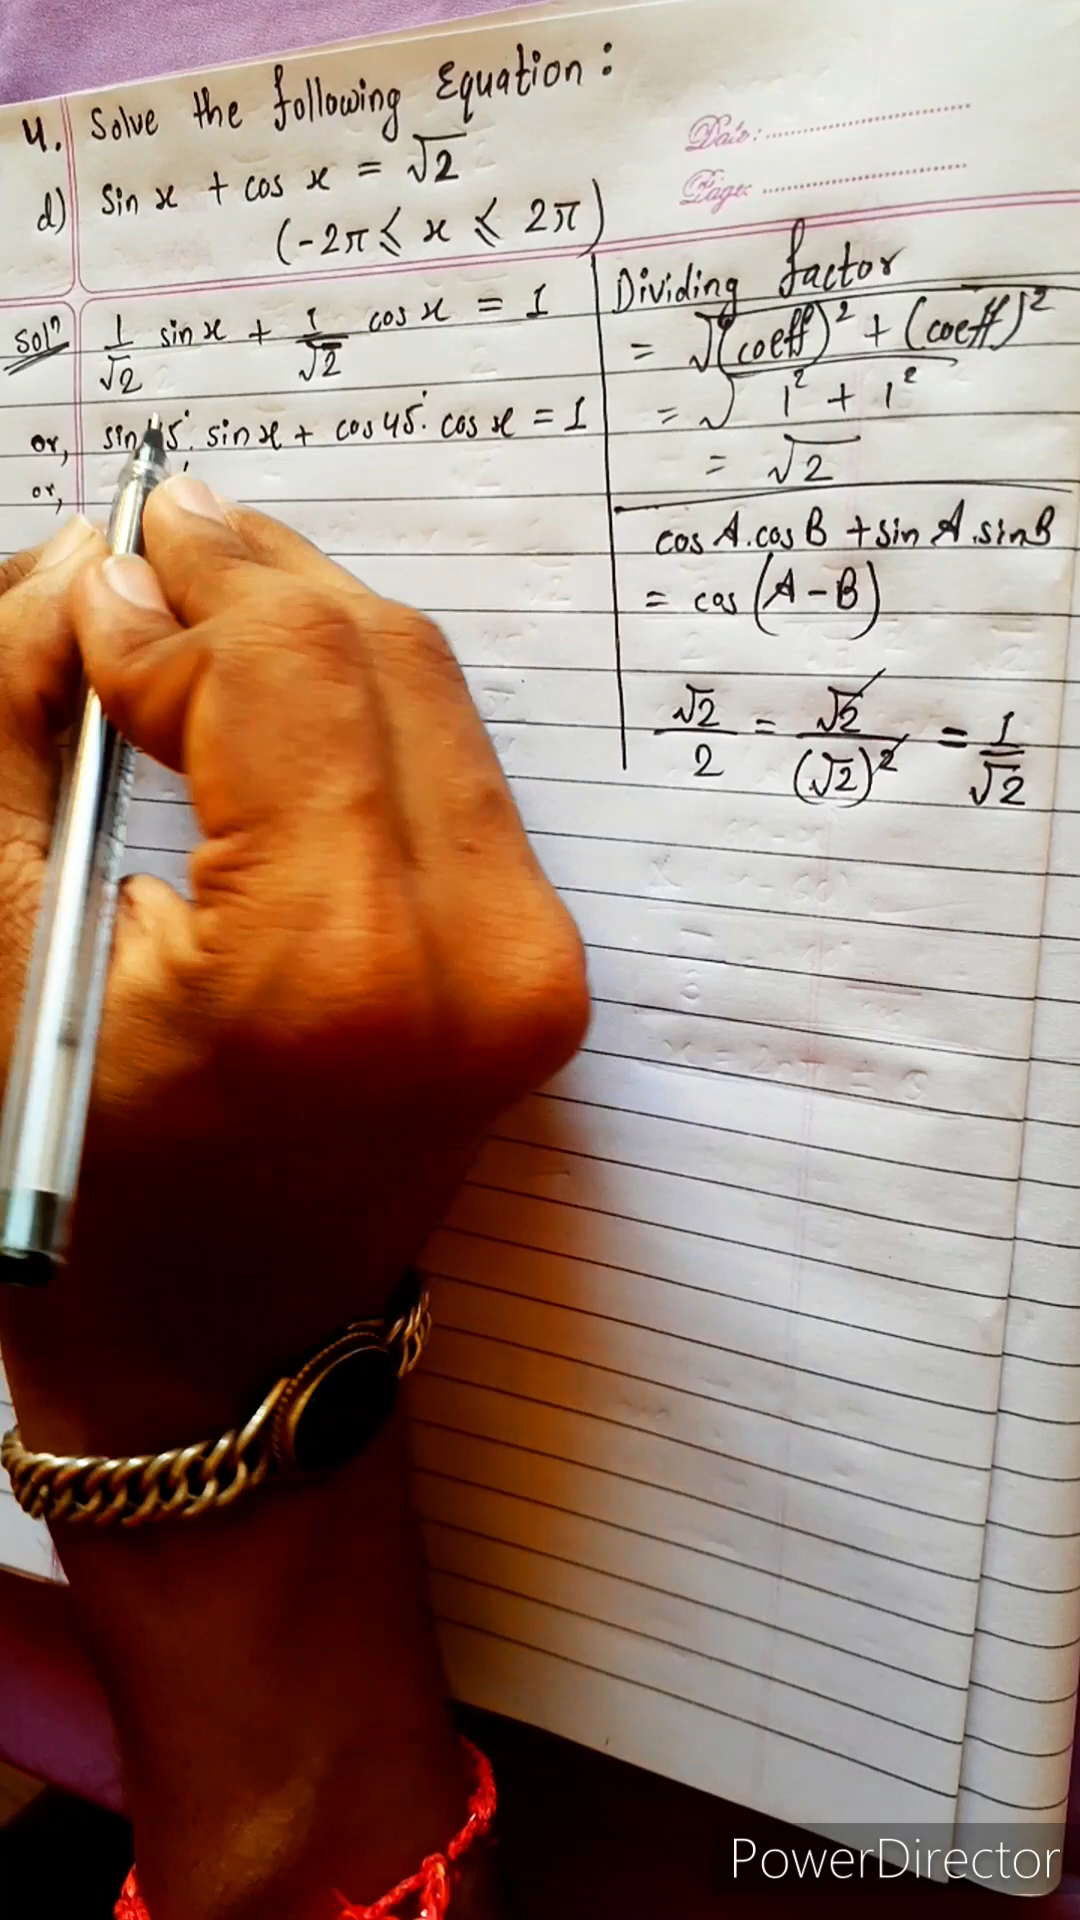 4. Solve the following Equation :
d) sin x + cos x = √2
(-2π ≤ x ≤ 2π)
Date: ..............................
Page: ..............................
Solⁿ 1/√2 sin x + 1/√2 cos x = 1
or, sin 45°. sin x + cos 45°. cos x = 1
or,
Dividing factor
= √(coeff)² + (coeff)²
= √1² + 1²
= √2
cos A. cos B + sin A. sin B
= cos (A - B)
√2/2 = √2/(√2)² = 1/√2
PowerDirector